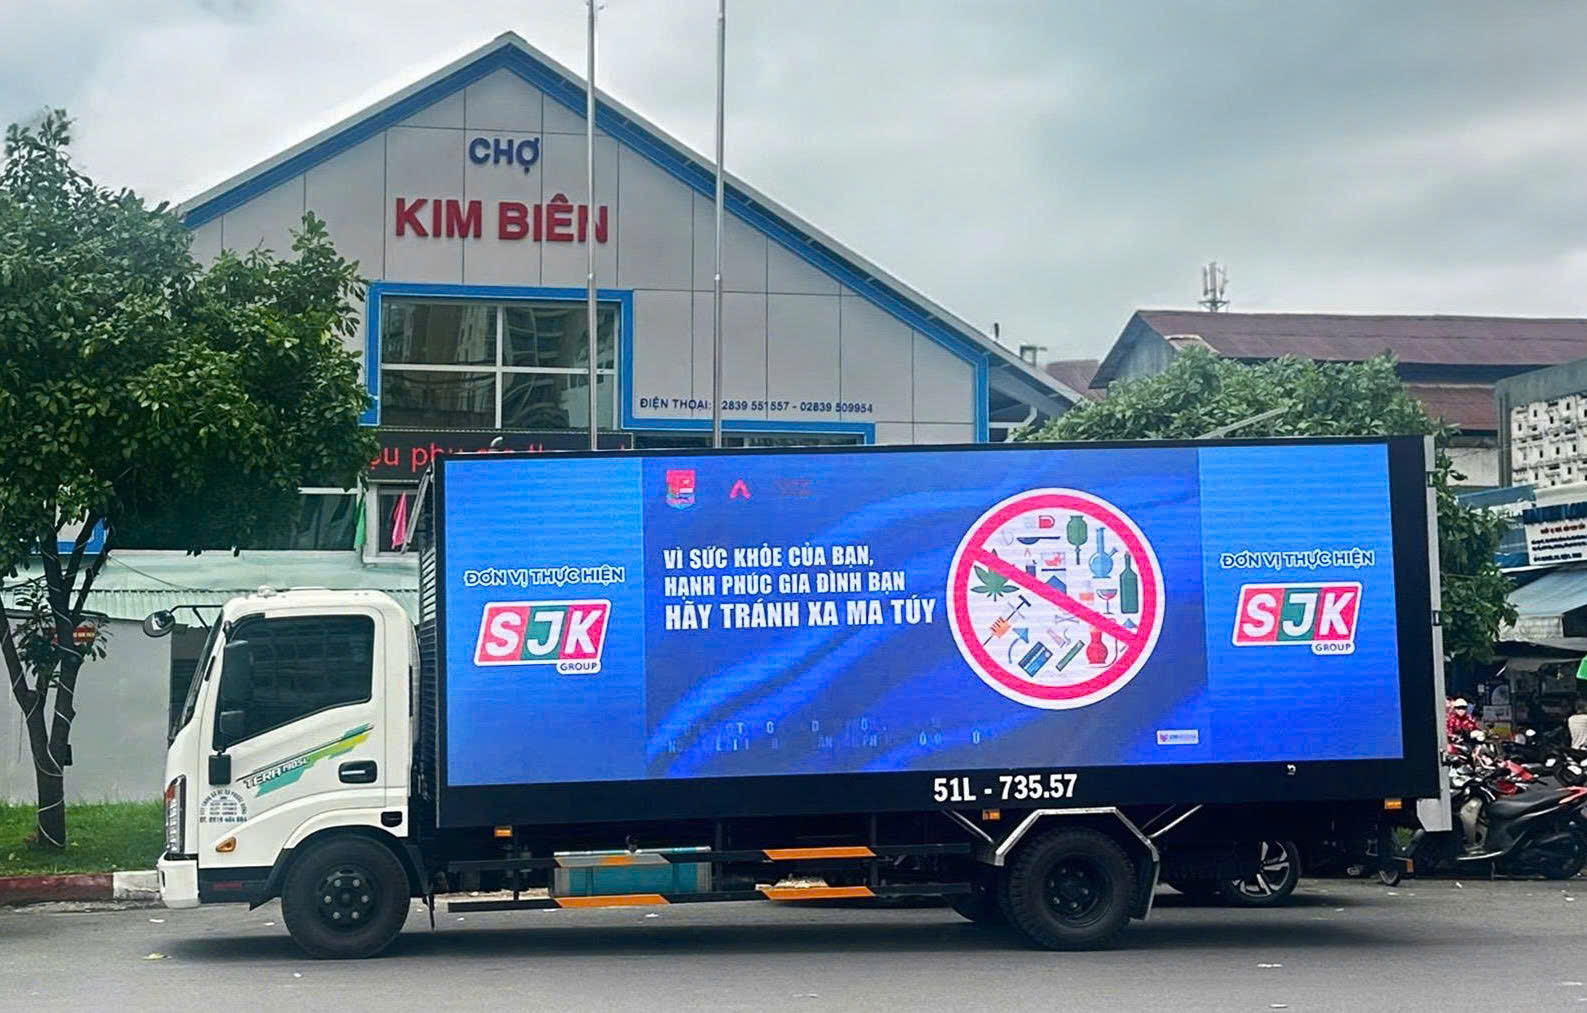 CHỢ
KIM BIÊN
ĐIỆN THOẠI: 2839 551557 - 02839 509954
ĐƠN VỊ THỰC HIỆN
SJK
GROUP
VÌ SỨC KHỎE CỦA BẠN,
HẠNH PHÚC GIA ĐÌNH BẠN
HÃY TRÁNH XA MA TÚY
ĐƠN VỊ THỰC HIỆN
SJK
GROUP
51L - 735.57
TERA 190SL